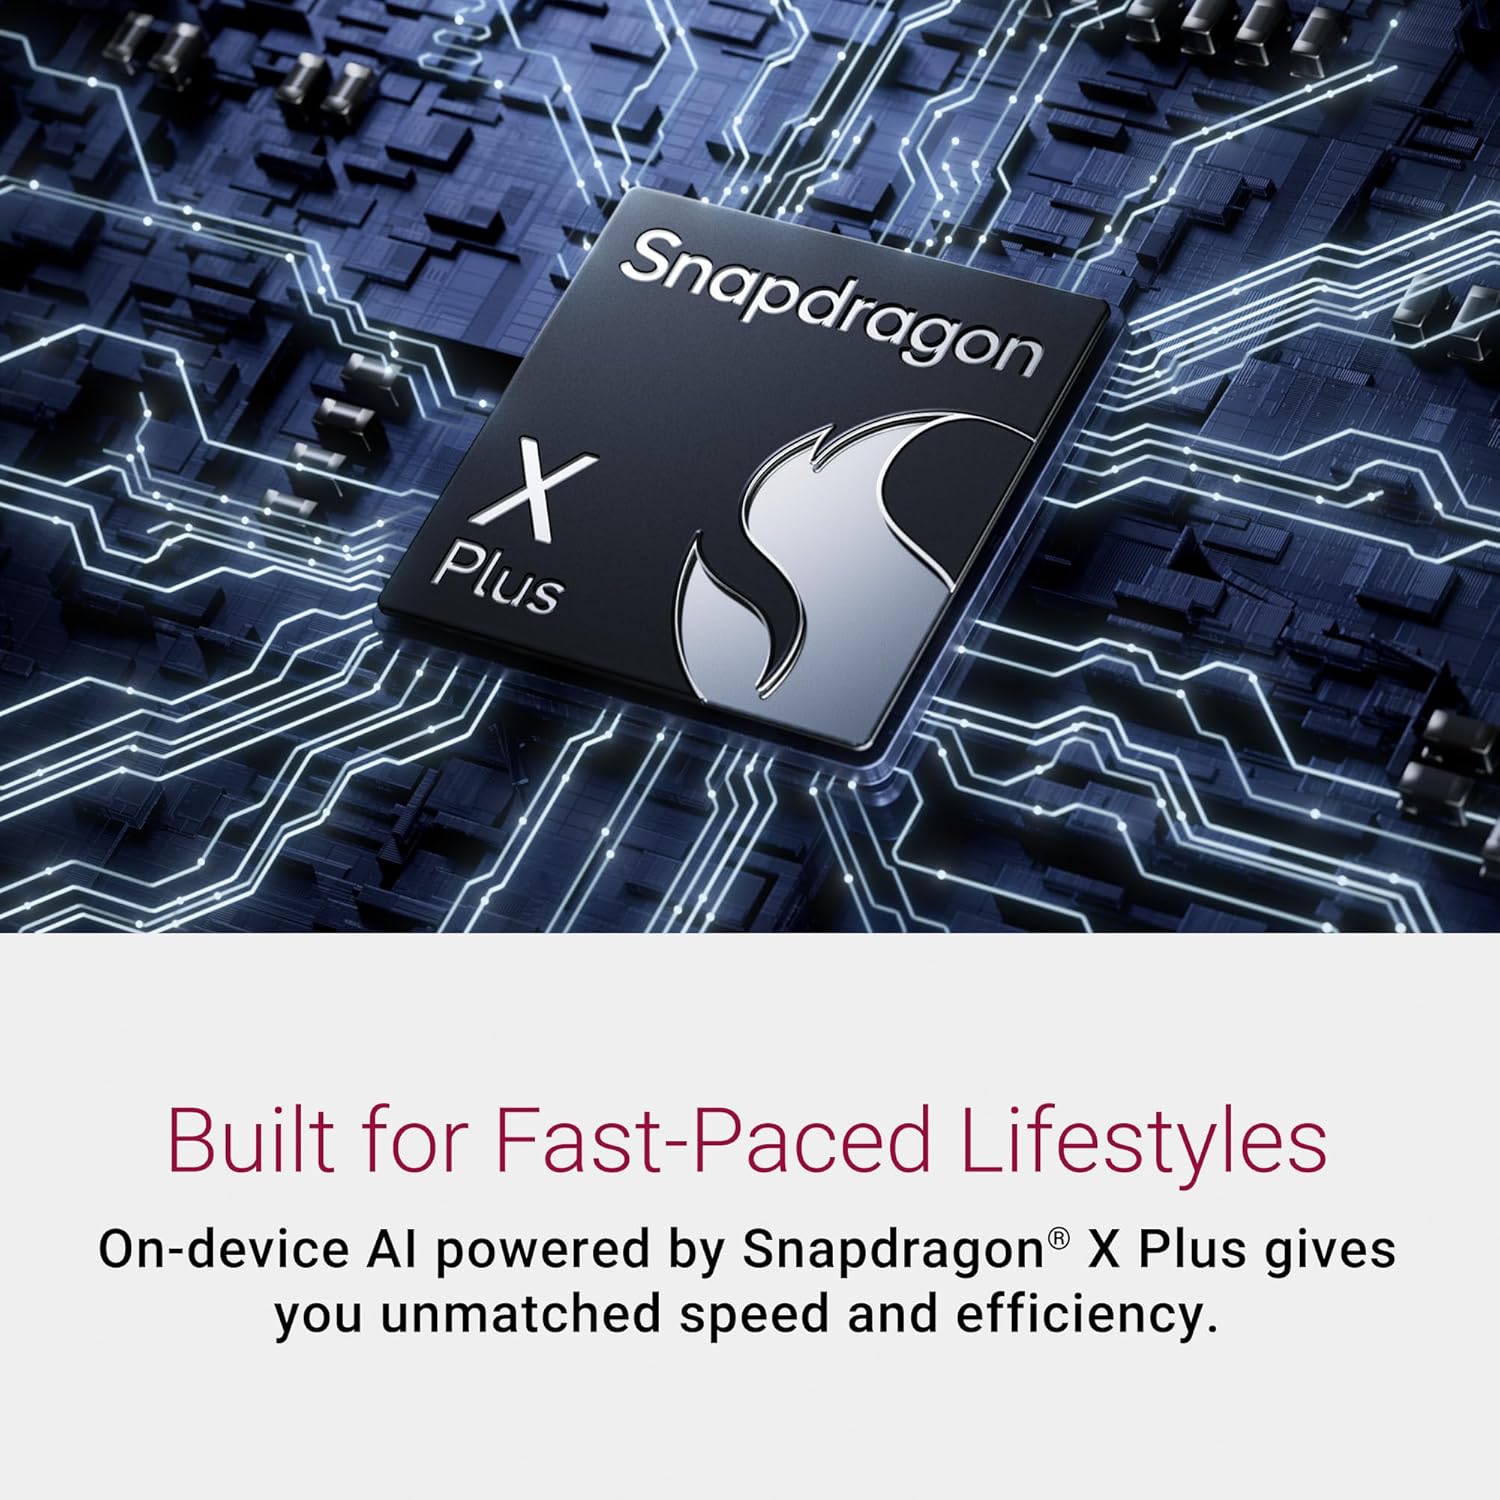 Snapdragon
X
Plus
Built for Fast-Paced Lifestyles
On-device AI powered by Snapdragon® X Plus gives
you unmatched speed and efficiency.